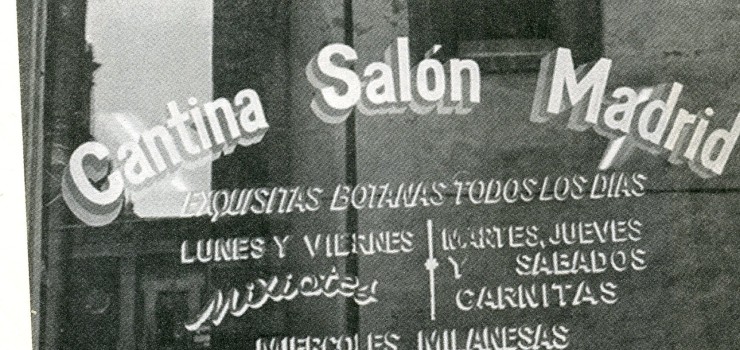 Cantina Salón Madrid
EXQUISITAS BOTANAS TODOS LOS DIAS
LUNES Y VIERNES
Mixiotes
MARTES, JUEVES
Y SABADOS
CARNITAS
MIERCOLES MILANESAS